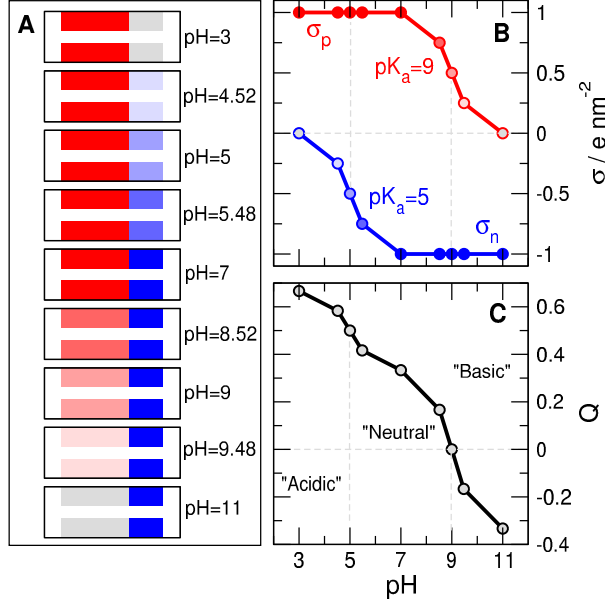 A
pH=3
pH=4.52
pH=5
pH=5.48
pH=7
pH=8.52
pH=9
pH=9.48
pH=11
B
σp
pKa=9
pKa=5
σn
1
0.5
0
-0.5
-1
σ / e nm-2
C
"Basic"
"Neutral"
"Acidic"
0.6
0.4
0.2
0
-0.2
-0.4
Q
3 5 7 9 11
pH